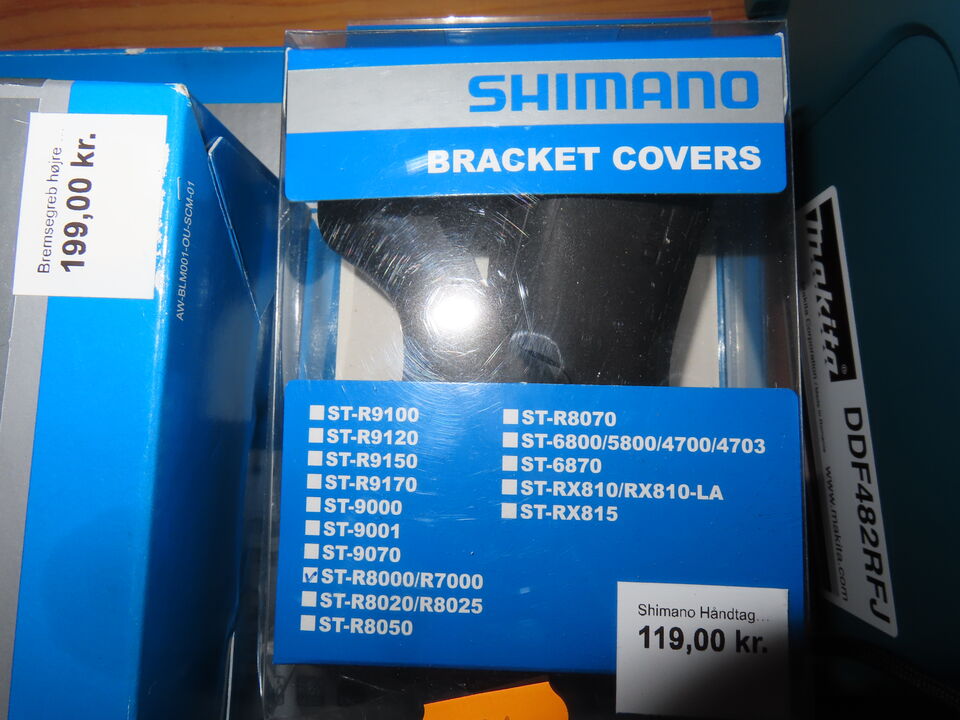 Bremsegreb højre ...
199,00 kr.
AW-BLM001-OU-SCM-01
SHIMANO
BRACKET COVERS
ST-R9100
ST-R9120
ST-R9150
ST-R9170
ST-9000
ST-9001
ST-9070
ST-R8000/R7000
ST-R8020/R8025
ST-R8050
ST-R8070
ST-6800/5800/4700/4703
ST-6870
ST-RX810/RX810-LA
ST-RX815
Shimano Håndtag...
119,00 kr.
makita
DDF482RFJ
www.makita.com